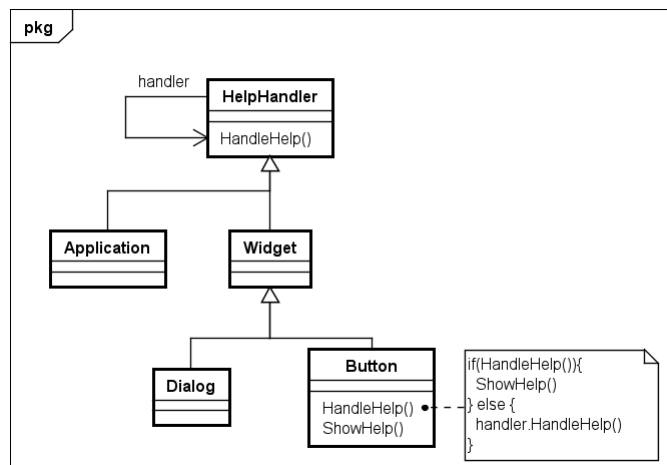 pkg
handler
HelpHandler
HandleHelp()
Application
Widget
Dialog
Button
HandleHelp()
ShowHelp()
if(HandleHelp()){
ShowHelp()
} else {
handler.HandleHelp()
}